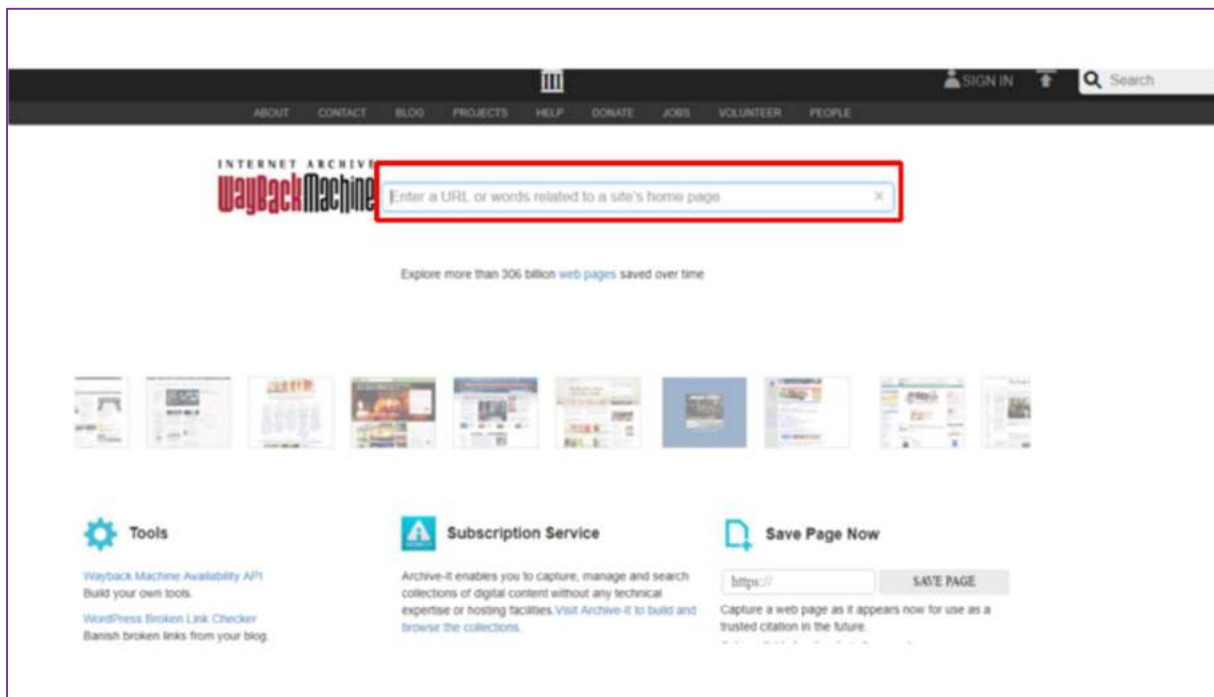 SIGN IN
Search
ABOUT CONTACT BLOG PROJECTS HELP DONATE JOBS VOLUNTEER PEOPLE
INTERNET ARCHIVE
WayBackMachine
Enter a URL or words related to a site's home page
Explore more than 306 billion web pages saved over time
Tools
Wayback Machine Availability API
Build your own tools.
WordPress Broken Link Checker
Banish broken links from your blog.
Subscription Service
Archive-It enables you to capture, manage and search
collections of digital content without any technical
expertise or hosting facilities.Visit Archive-It to build and
browse the collections.
Save Page Now
https://
SAVE PAGE
Capture a web page as it appears now for use as a
trusted citation in the future.